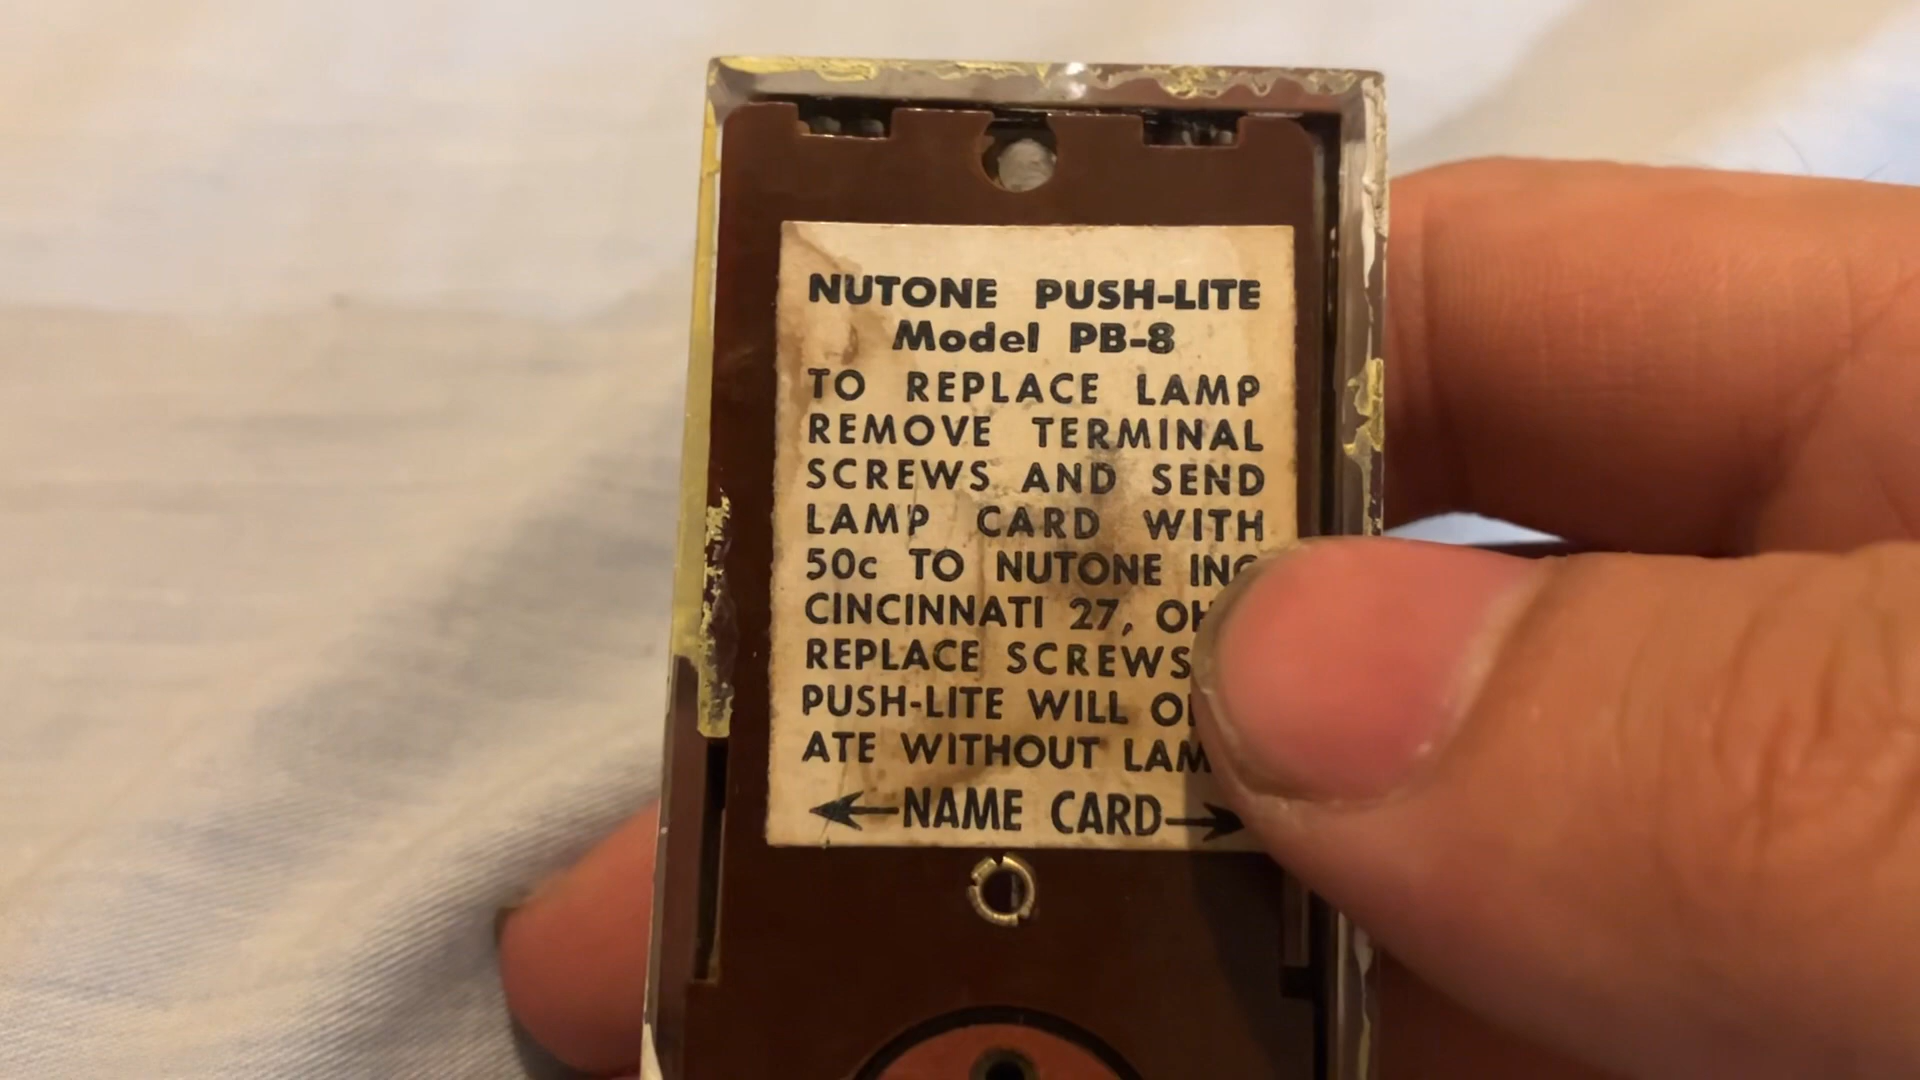 NUTONE PUSH-LITE
Model PB-8
TO REPLACE LAMP
REMOVE TERMINAL
SCREWS AND SEND
LAMP CARD WITH
50c TO NUTONE INC
CINCINNATI 27,
REPLACE SCREWS
PUSH-LITE WILL
ATE WITHOUT
NAME CARD